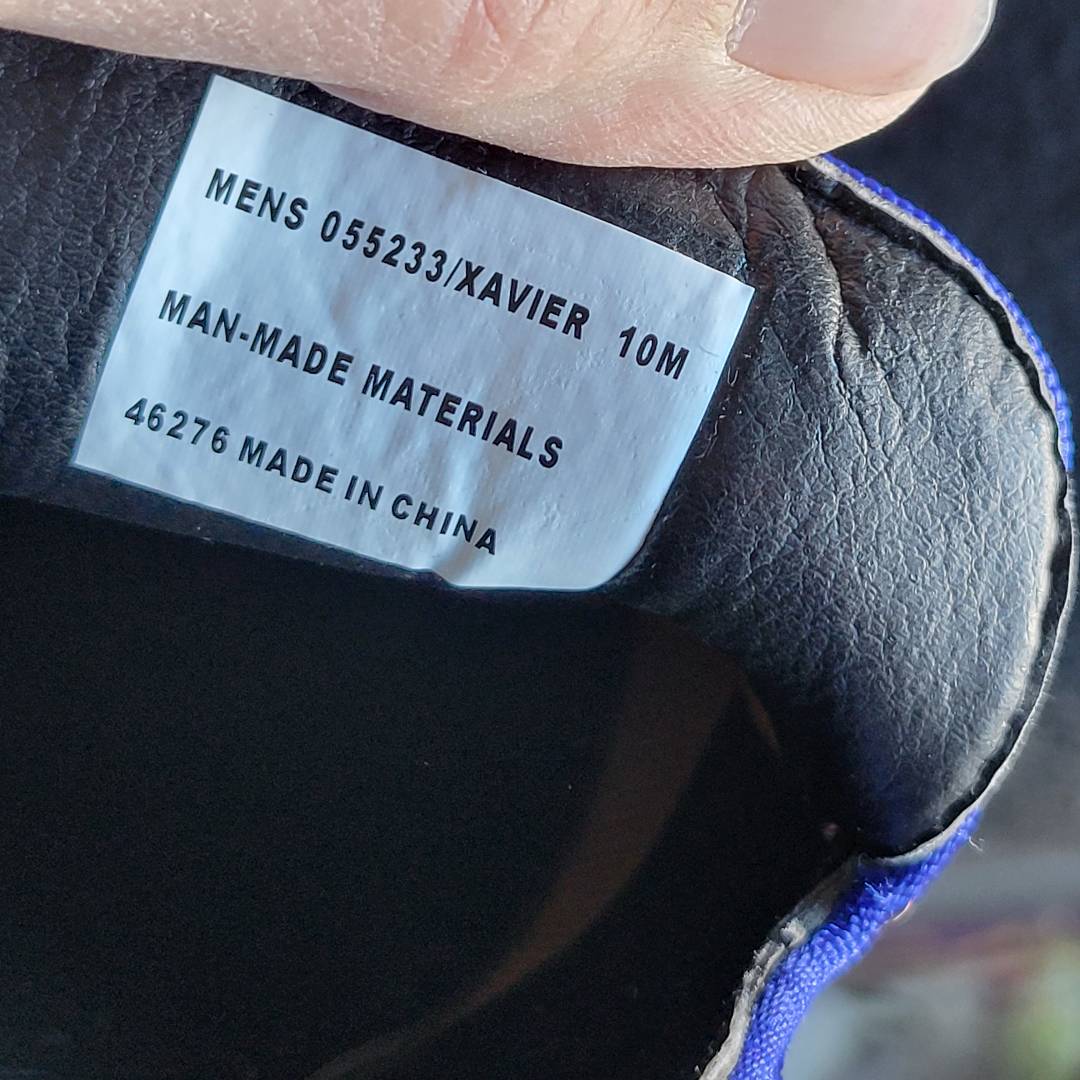 MENS 055233/XAVIER 10M
MAN-MADE MATERIALS
46276 MADE IN CHINA